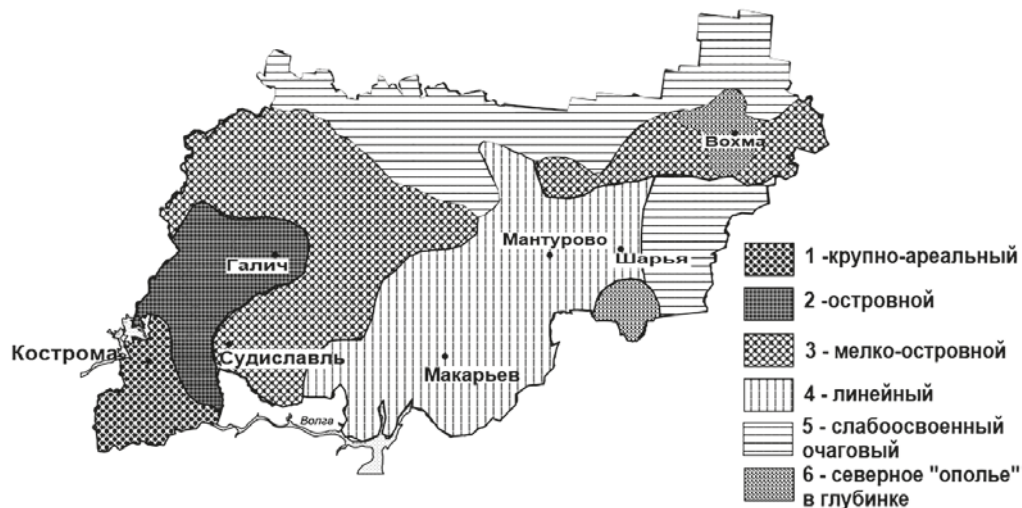 Вохма
Мантурово
Шарья
Галич
Кострома
Судиславль
Макарьев
Волга
1 -крупно-ареальный
2 -островной
3 - мелко-островной
4 - линейный
5 - слабоосвоенный
очаговый
6 - северное "ополье"
в глубинке